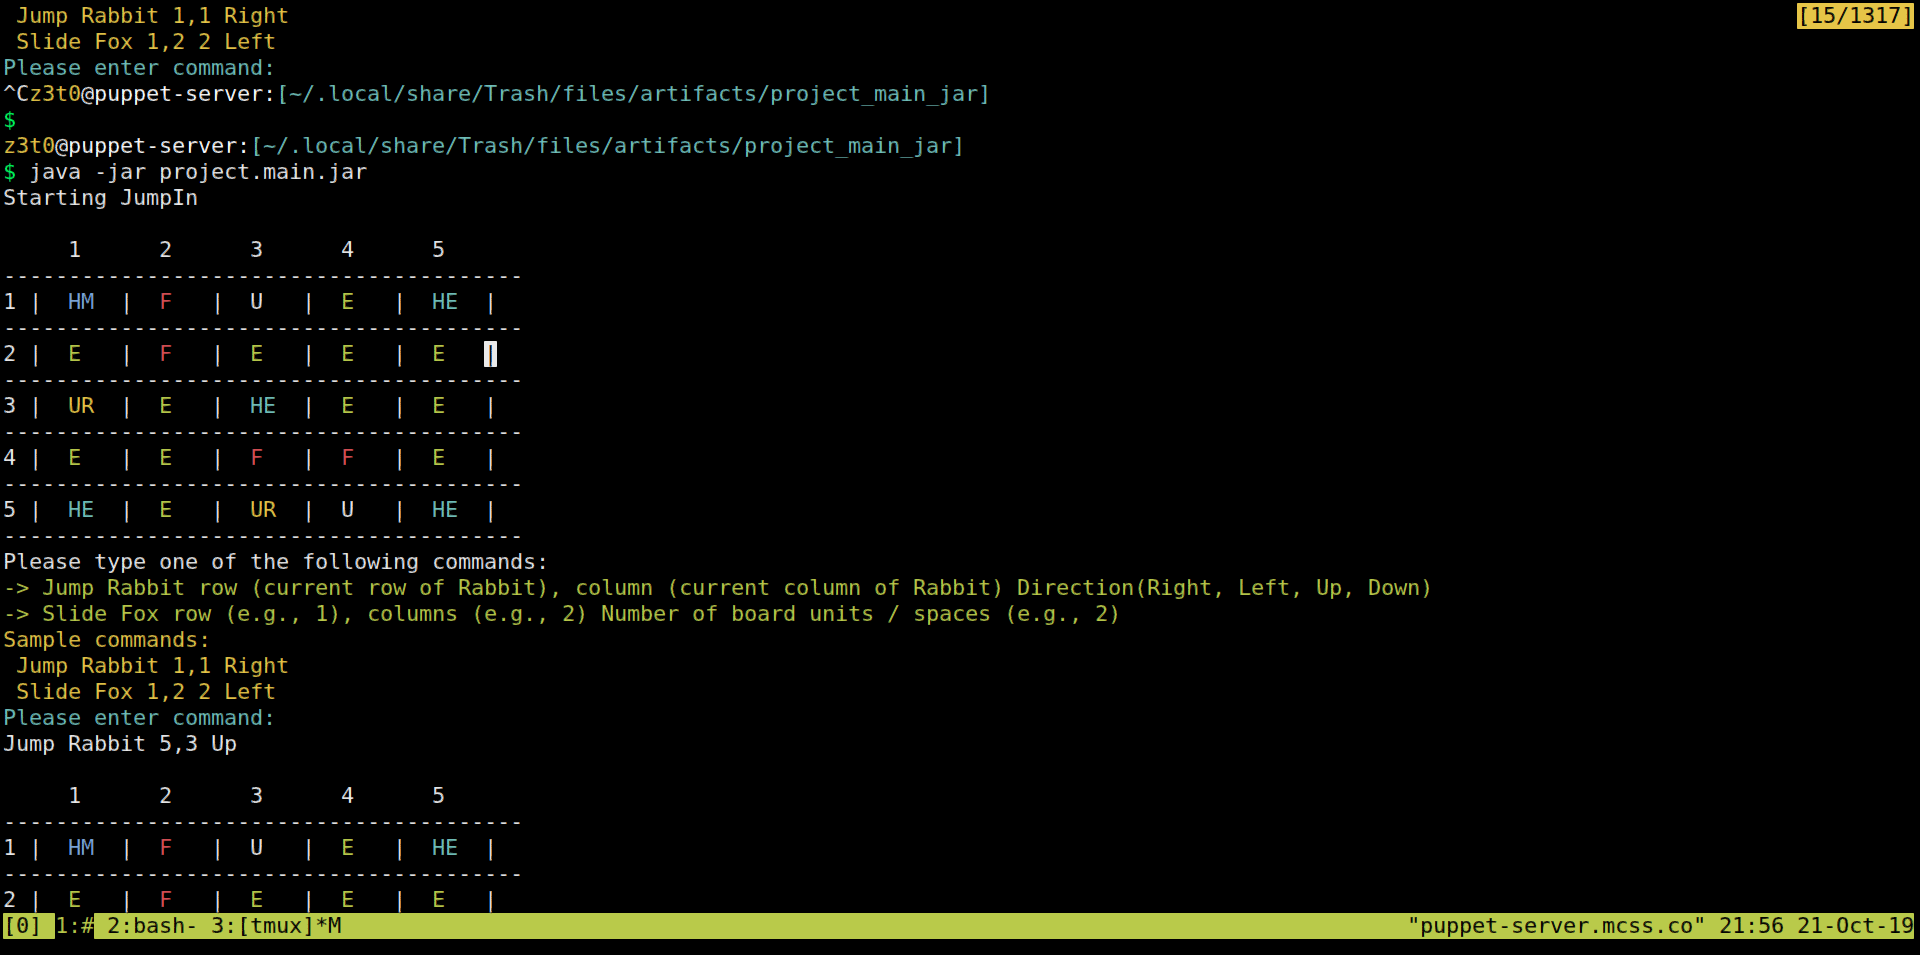 Jump Rabbit 1,1 Right [15/1317]
 Slide Fox 1,2 2 Left
Please enter command:
^Cz3t0@puppet-server:[~/.local/share/Trash/files/artifacts/project_main_jar]
$
z3t0@puppet-server:[~/.local/share/Trash/files/artifacts/project_main_jar]
$ java -jar project.main.jar
Starting JumpIn

     1      2      3      4      5
----------------------------------------
1 |  HM  |  F   |  U   |  E   |  HE  |
----------------------------------------
2 |  E   |  F   |  E   |  E   |  E   |
----------------------------------------
3 |  UR  |  E   |  HE  |  E   |  E   |
----------------------------------------
4 |  E   |  E   |  F   |  F   |  E   |
----------------------------------------
5 |  HE  |  E   |  UR  |  U   |  HE  |
----------------------------------------
Please type one of the following commands:
-> Jump Rabbit row (current row of Rabbit), column (current column of Rabbit) Direction(Right, Left, Up, Down)
-> Slide Fox row (e.g., 1), columns (e.g., 2) Number of board units / spaces (e.g., 2)
Sample commands:
 Jump Rabbit 1,1 Right
 Slide Fox 1,2 2 Left
Please enter command:
Jump Rabbit 5,3 Up

     1      2      3      4      5
----------------------------------------
1 |  HM  |  F   |  U   |  E   |  HE  |
----------------------------------------
2 |  E   |  F   |  E   |  E   |  E   |
[0] 1:# 2:bash- 3:[tmux]*M "puppet-server.mcss.co" 21:56 21-Oct-19